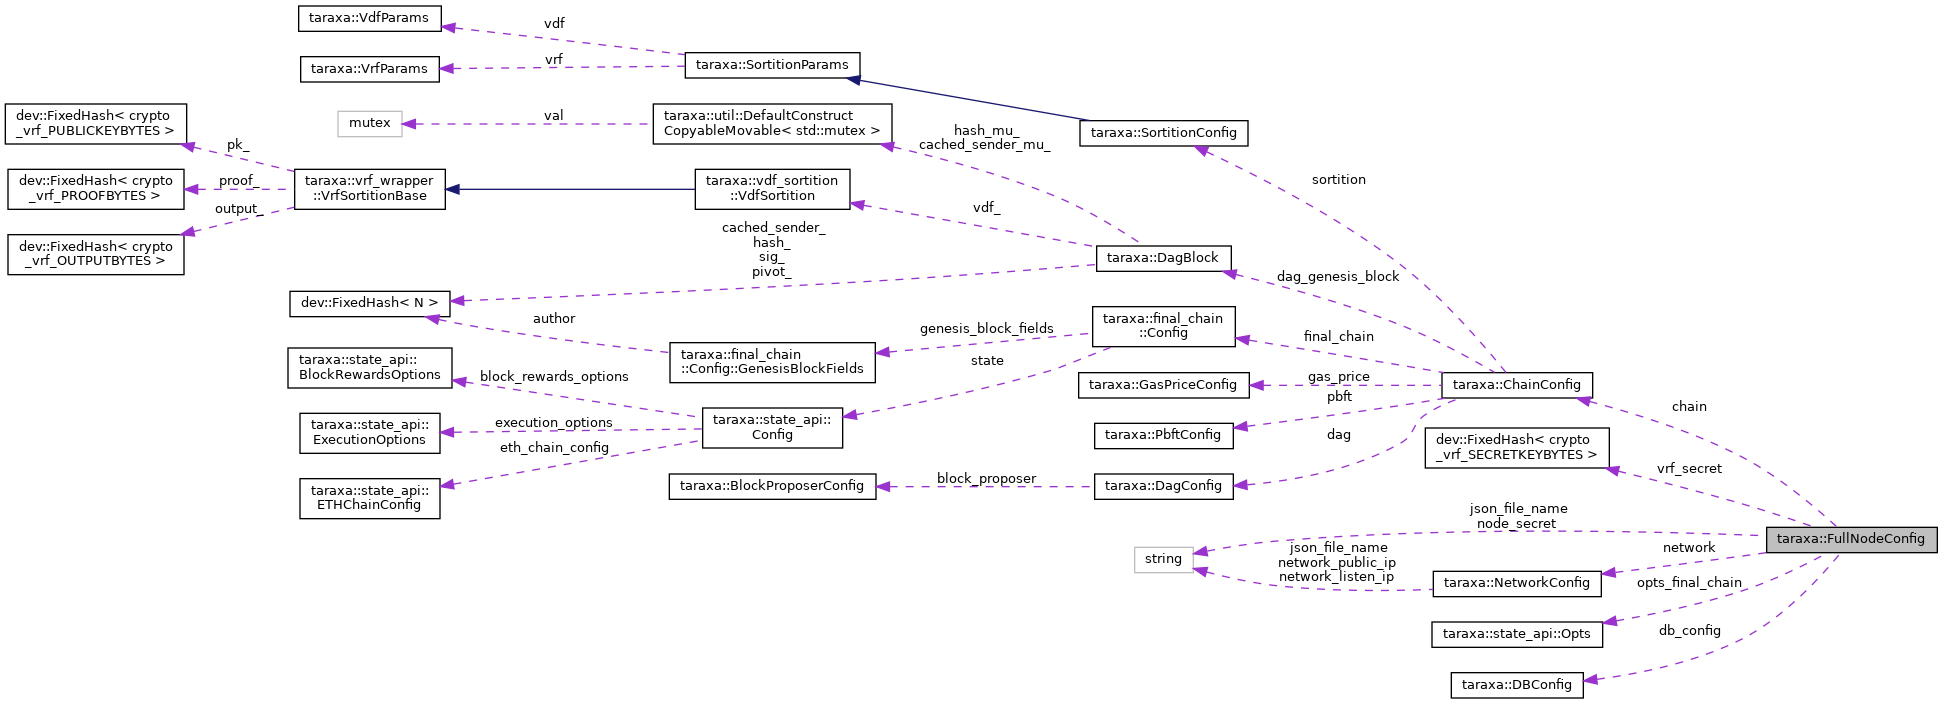 taraxa::VdfParams
vdf
taraxa::VrfParams
vrf
taraxa::SortitionParams
dev::FixedHash< crypto
_vrf_PUBLICKEYBYTES >
mutex
val
taraxa::util::DefaultConstruct
CopyableMovable< std::mutex >
hash_mu_
cached_sender_mu_
taraxa::SortitionConfig
pk_
dev::FixedHash< crypto
_vrf_PROOFBYTES >
proof_
taraxa::vrf_wrapper
::VrfSortitionBase
taraxa::vdf_sortition
::VdfSortition
sortition
output_
vdf_
dev::FixedHash< crypto
_vrf_OUTPUTBYTES >
cached_sender_
hash_
sig_
pivot_
taraxa::DagBlock
dag_genesis_block
dev::FixedHash< N >
author
taraxa::final_chain
::Config
genesis_block_fields
final_chain
taraxa::final_chain
::Config::GenesisBlockFields
state
taraxa::state_api::
BlockRewardsOptions
block_rewards_options
taraxa::GasPriceConfig
gas_price
taraxa::ChainConfig
pbft
chain
taraxa::state_api::
ExecutionOptions
execution_options
taraxa::state_api::
Config
taraxa::PbftConfig
dag
dev::FixedHash< crypto
_vrf_SECRETKEYBYTES >
eth_chain_config
vrf_secret
taraxa::state_api::
ETHChainConfig
taraxa::BlockProposerConfig
block_proposer
taraxa::DagConfig
json_file_name
node_secret
taraxa::FullNodeConfig
string
json_file_name
network_public_ip
network_listen_ip
network
taraxa::NetworkConfig
opts_final_chain
taraxa::state_api::Opts
db_config
taraxa::DBConfig